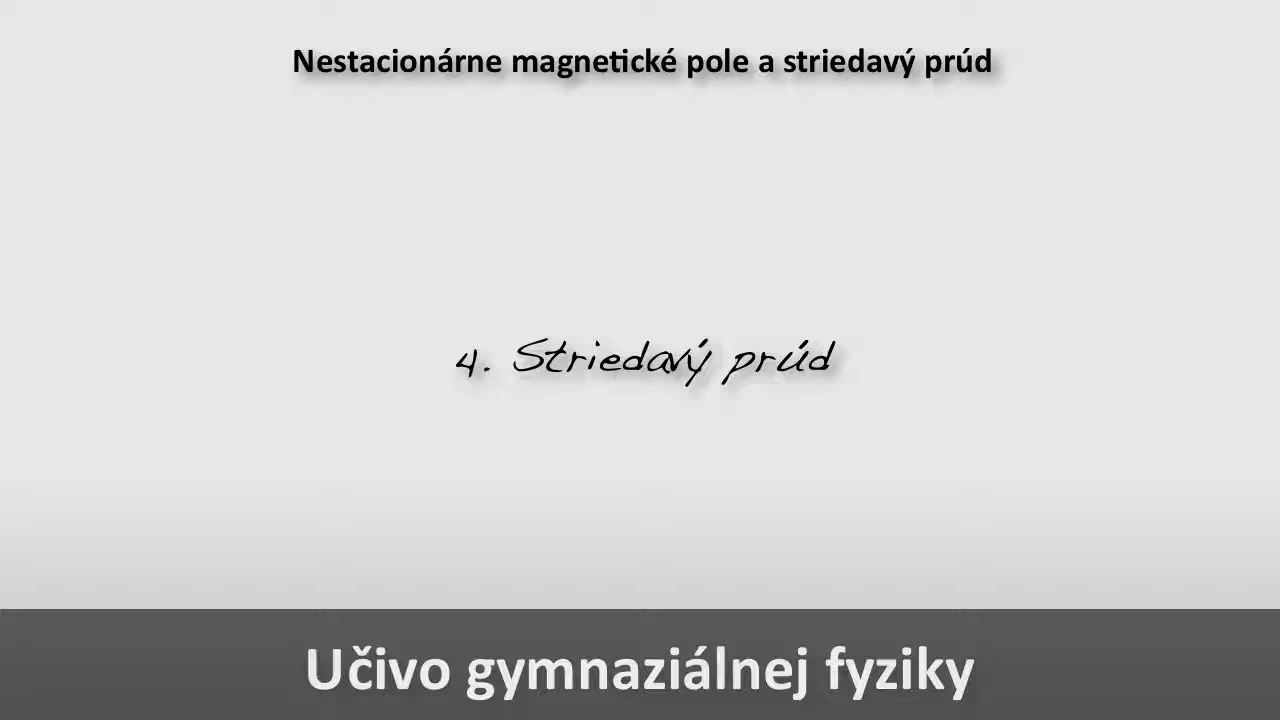 Nestacionárne magnetické pole a striedavý prúd
4. Striedavý prúd
Učivo gymnaziálnej fyziky